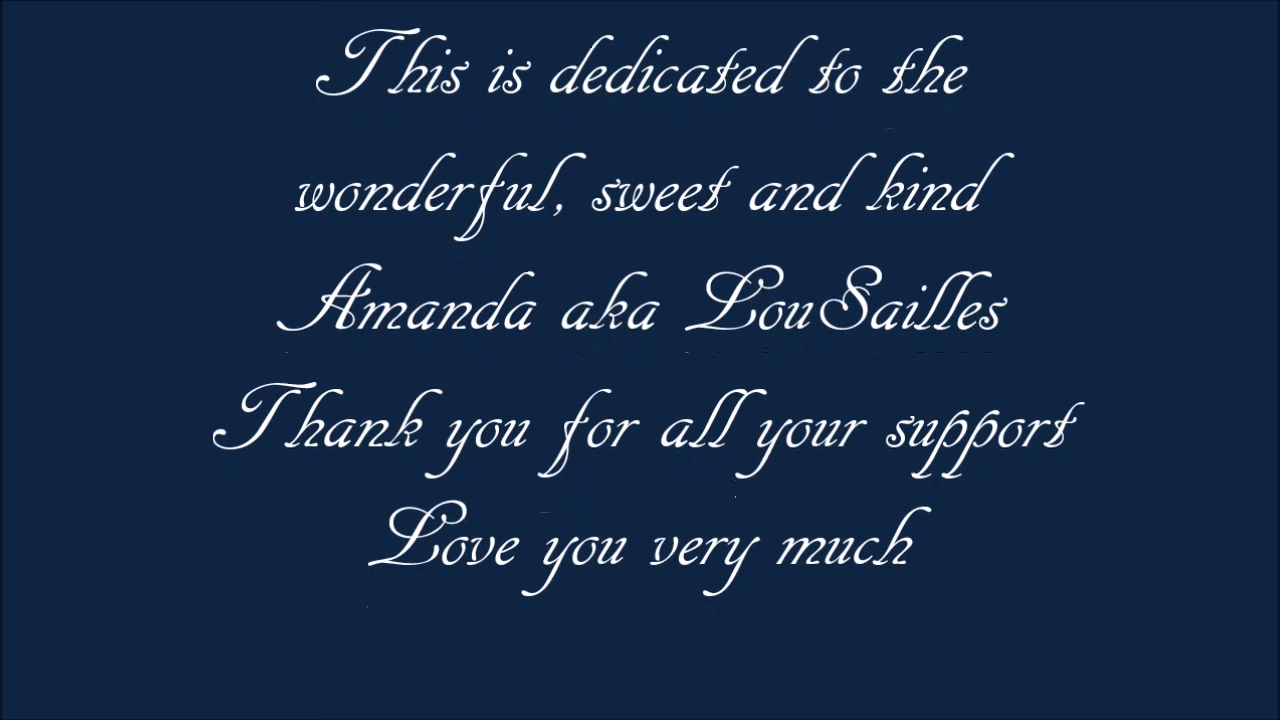 This is dedicated to the
wonderful, sweet and kind
Amanda aka LouSailles
Thank you for all your support
Love you very much